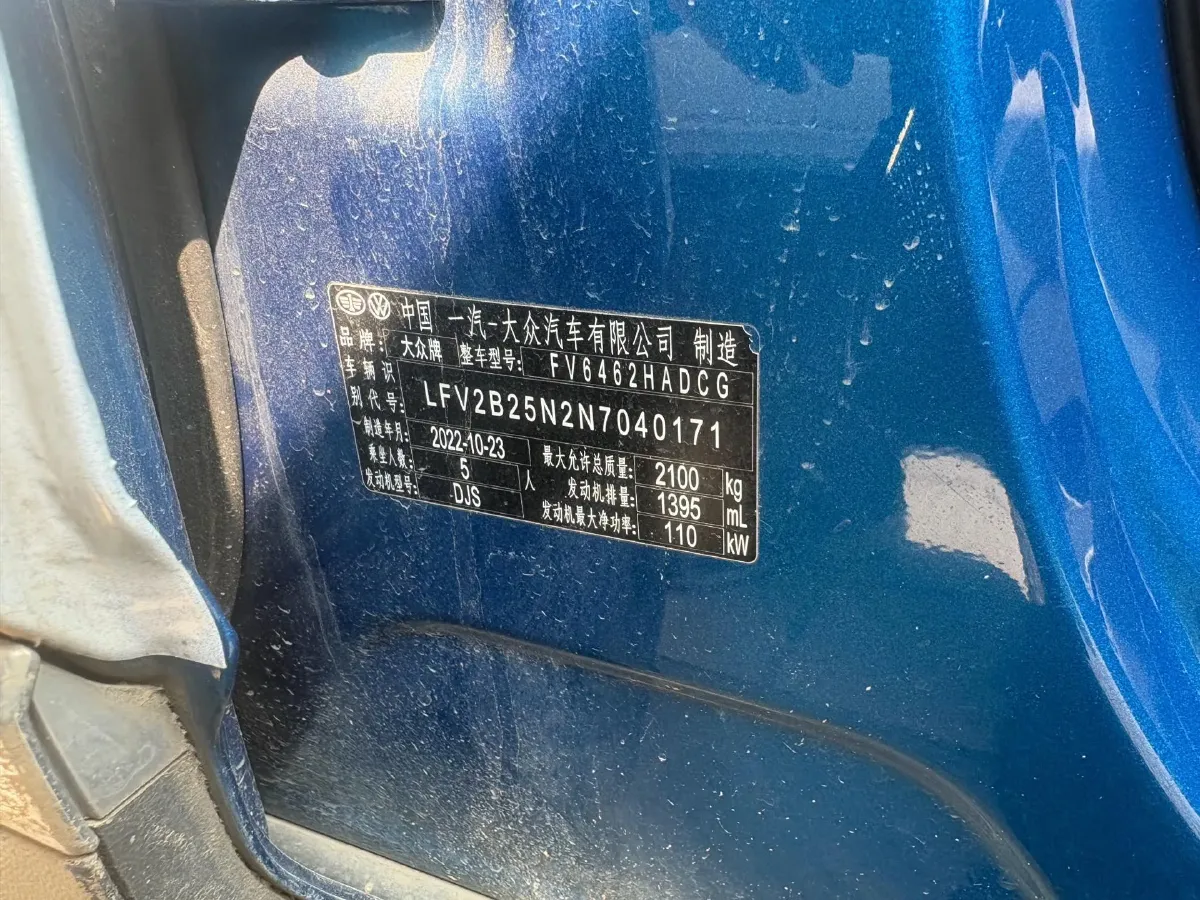 中国 一汽-大众汽车有限公司 制造
品牌: 大众牌 整车型号: FV6462HADCG
车辆识别代号: LFV2B25N2N7040171
制造年月: 2022-10-23 最大允许总质量: 2100 kg
乘坐人数: 5 人 发动机排量: 1395 mL
发动机型号: DJS 发动机最大净功率: 110 kW